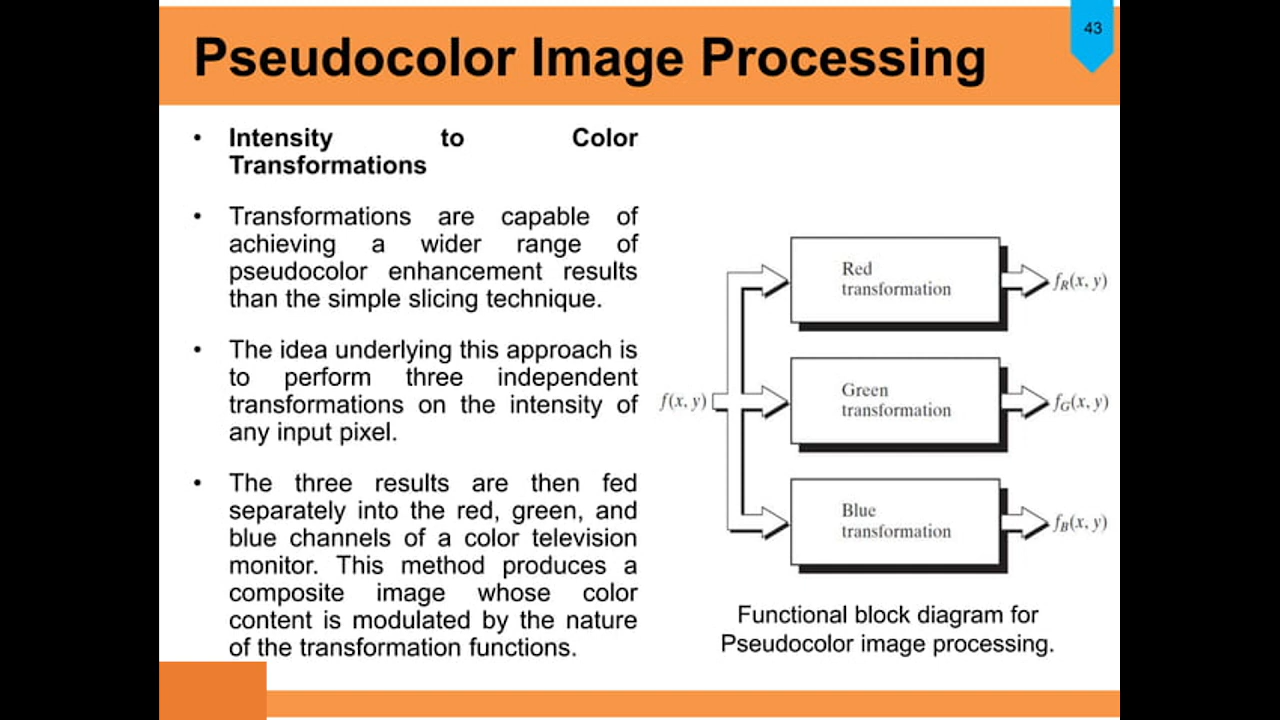 43
Pseudocolor Image Processing
• Intensity to Color
Transformations
• Transformations are capable of
achieving a wider range of
pseudocolor enhancement results
than the simple slicing technique.
• The idea underlying this approach is
to perform three independent
transformations on the intensity of
any input pixel.
• The three results are then fed
separately into the red, green, and
blue channels of a color television
monitor. This method produces a
composite image whose color
content is modulated by the nature
of the transformation functions.
f(x, y)
Red
transformation
fR(x, y)
Green
transformation
fG(x, y)
Blue
transformation
fB(x, y)
Functional block diagram for
Pseudocolor image processing.